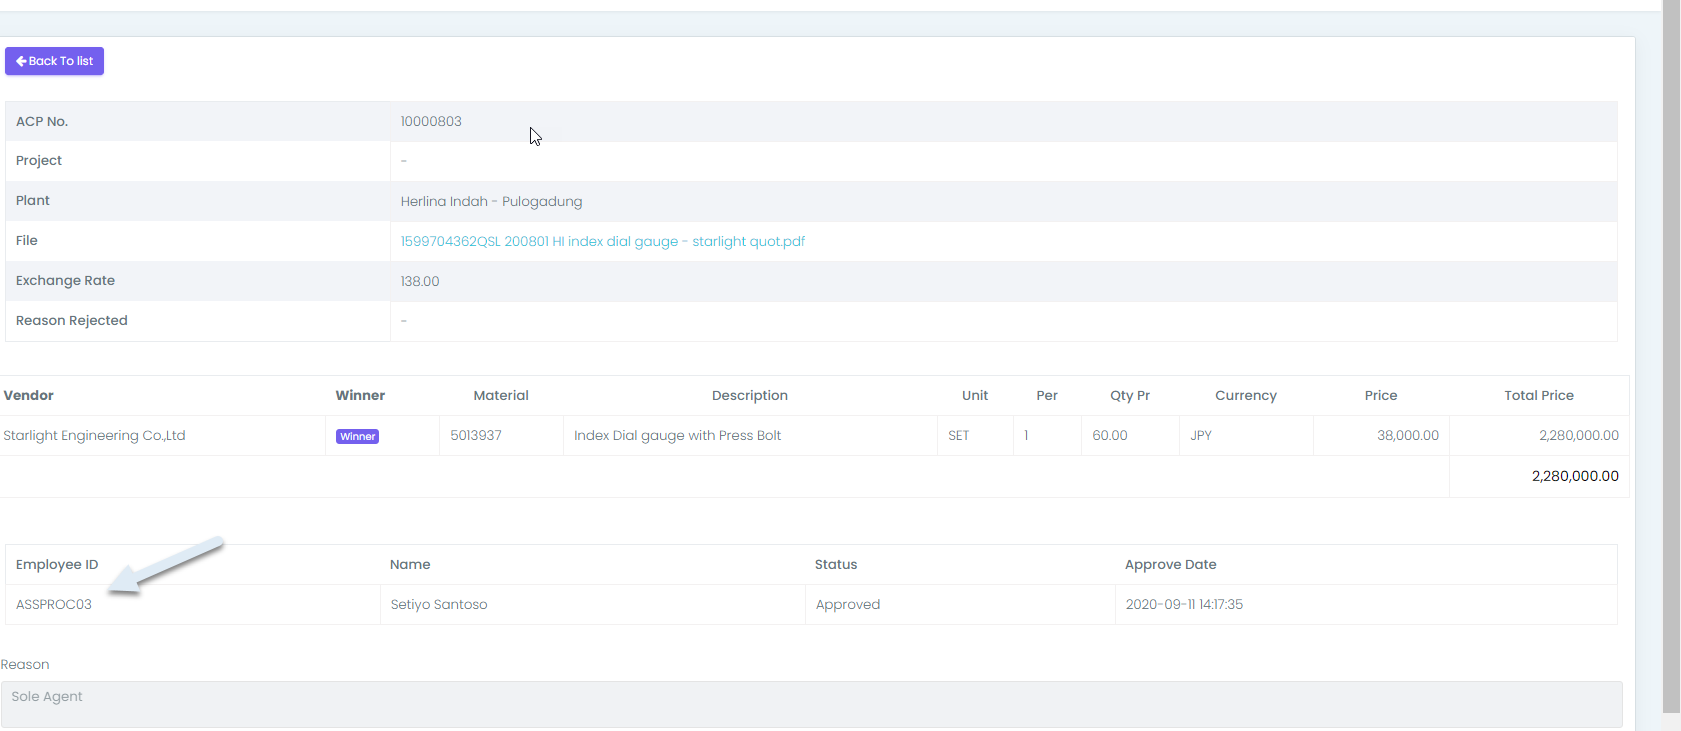 Back To list
ACP No. 10000803
Project -
Plant Herlina Indah - Pulogadung
File 1599704362QSL 200801 HI index dial gauge - starlight quot.pdf
Exchange Rate 138.00
Reason Rejected -
Vendor Winner Material Description Unit Per Qty Pr Currency Price Total Price
Starlight Engineering Co.,Ltd Winner 5013937 Index Dial gauge with Press Bolt SET 1 60.00 JPY 38,000.00 2,280,000.00
2,280,000.00
Employee ID Name Status Approve Date
ASSPROC03 Setiyo Santoso Approved 2020-09-11 14:17:35
Reason
Sole Agent